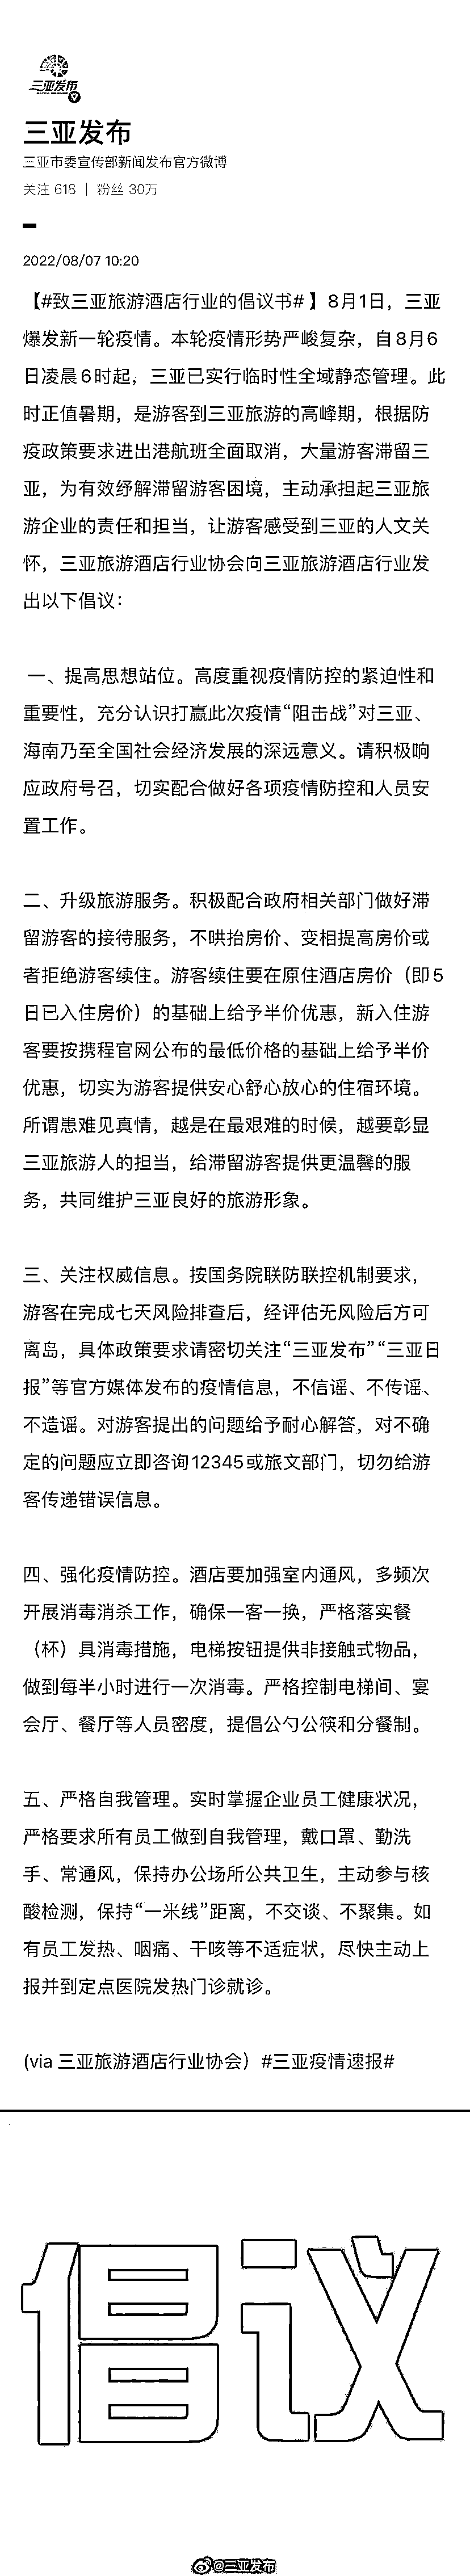 三亚发布
三亚发布
三亚市委宣传部新闻发布官方微博
关注 618 | 粉丝 30万
2022/08/07 10:20
【#致三亚旅游酒店行业的倡议书#】8月1日，三亚
爆发新一轮疫情。本轮疫情形势严峻复杂，自8月6
日凌晨6时起，三亚已实行临时性全域静态管理。此
时正值暑期，是游客到三亚旅游的高峰期，根据防
疫政策要求进出港航班全面取消，大量游客滞留三
亚，为有效纾解滞留游客困境，主动承担起三亚旅
游企业的责任和担当，让游客感受到三亚的人文关
怀，三亚旅游酒店行业协会向三亚旅游酒店行业发
出以下倡议：
一、提高思想站位。高度重视疫情防控的紧迫性和
重要性，充分认识打赢此次疫情“阻击战”对三亚、
海南乃至全国社会经济发展的深远意义。请积极响
应政府号召，切实配合做好各项疫情防控和人员安
置工作。
二、升级旅游服务。积极配合政府相关部门做好滞
留游客的接待服务，不哄抬房价、变相提高房价或
者拒绝游客续住。游客续住要在原住酒店房价（即5
日已入住房价）的基础上给予半价优惠，新入住游
客要按携程官网公布的最低价格的基础上给予半价
优惠，切实为游客提供安心舒心放心的住宿环境。
所谓患难见真情，越是在最艰难的时候，越要彰显
三亚旅游人的担当，给滞留游客提供更温馨的服
务，共同维护三亚良好的旅游形象。
三、关注权威信息。按国务院联防联控机制要求，
游客在完成七天风险排查后，经评估无风险后方可
离岛，具体政策要求请密切关注“三亚发布”“三亚日
报”等官方媒体发布的疫情信息，不信谣、不传谣、
不造谣。对游客提出的问题给予耐心解答，对不确
定的问题应立即咨询12345或旅文部门，切勿给游
客传递错误信息。
四、强化疫情防控。酒店要加强室内通风，多频次
开展消毒消杀工作，确保一客一换，严格落实餐
（杯）具消毒措施，电梯按钮提供非接触式物品，
做到每半小时进行一次消毒。严格控制电梯间、宴
会厅、餐厅等人员密度，提倡公勺公筷和分餐制。
五、严格自我管理。实时掌握企业员工健康状况，
严格要求所有员工做到自我管理，戴口罩、勤洗
手、常通风，保持办公场所公共卫生，主动参与核
酸检测，保持“一米线”距离，不交谈、不聚集。如
有员工发热、咽痛、干咳等不适症状，尽快主动上
报并到定点医院发热门诊就诊。
(via 三亚旅游酒店行业协会）#三亚疫情速报#
倡议
@三亚发布